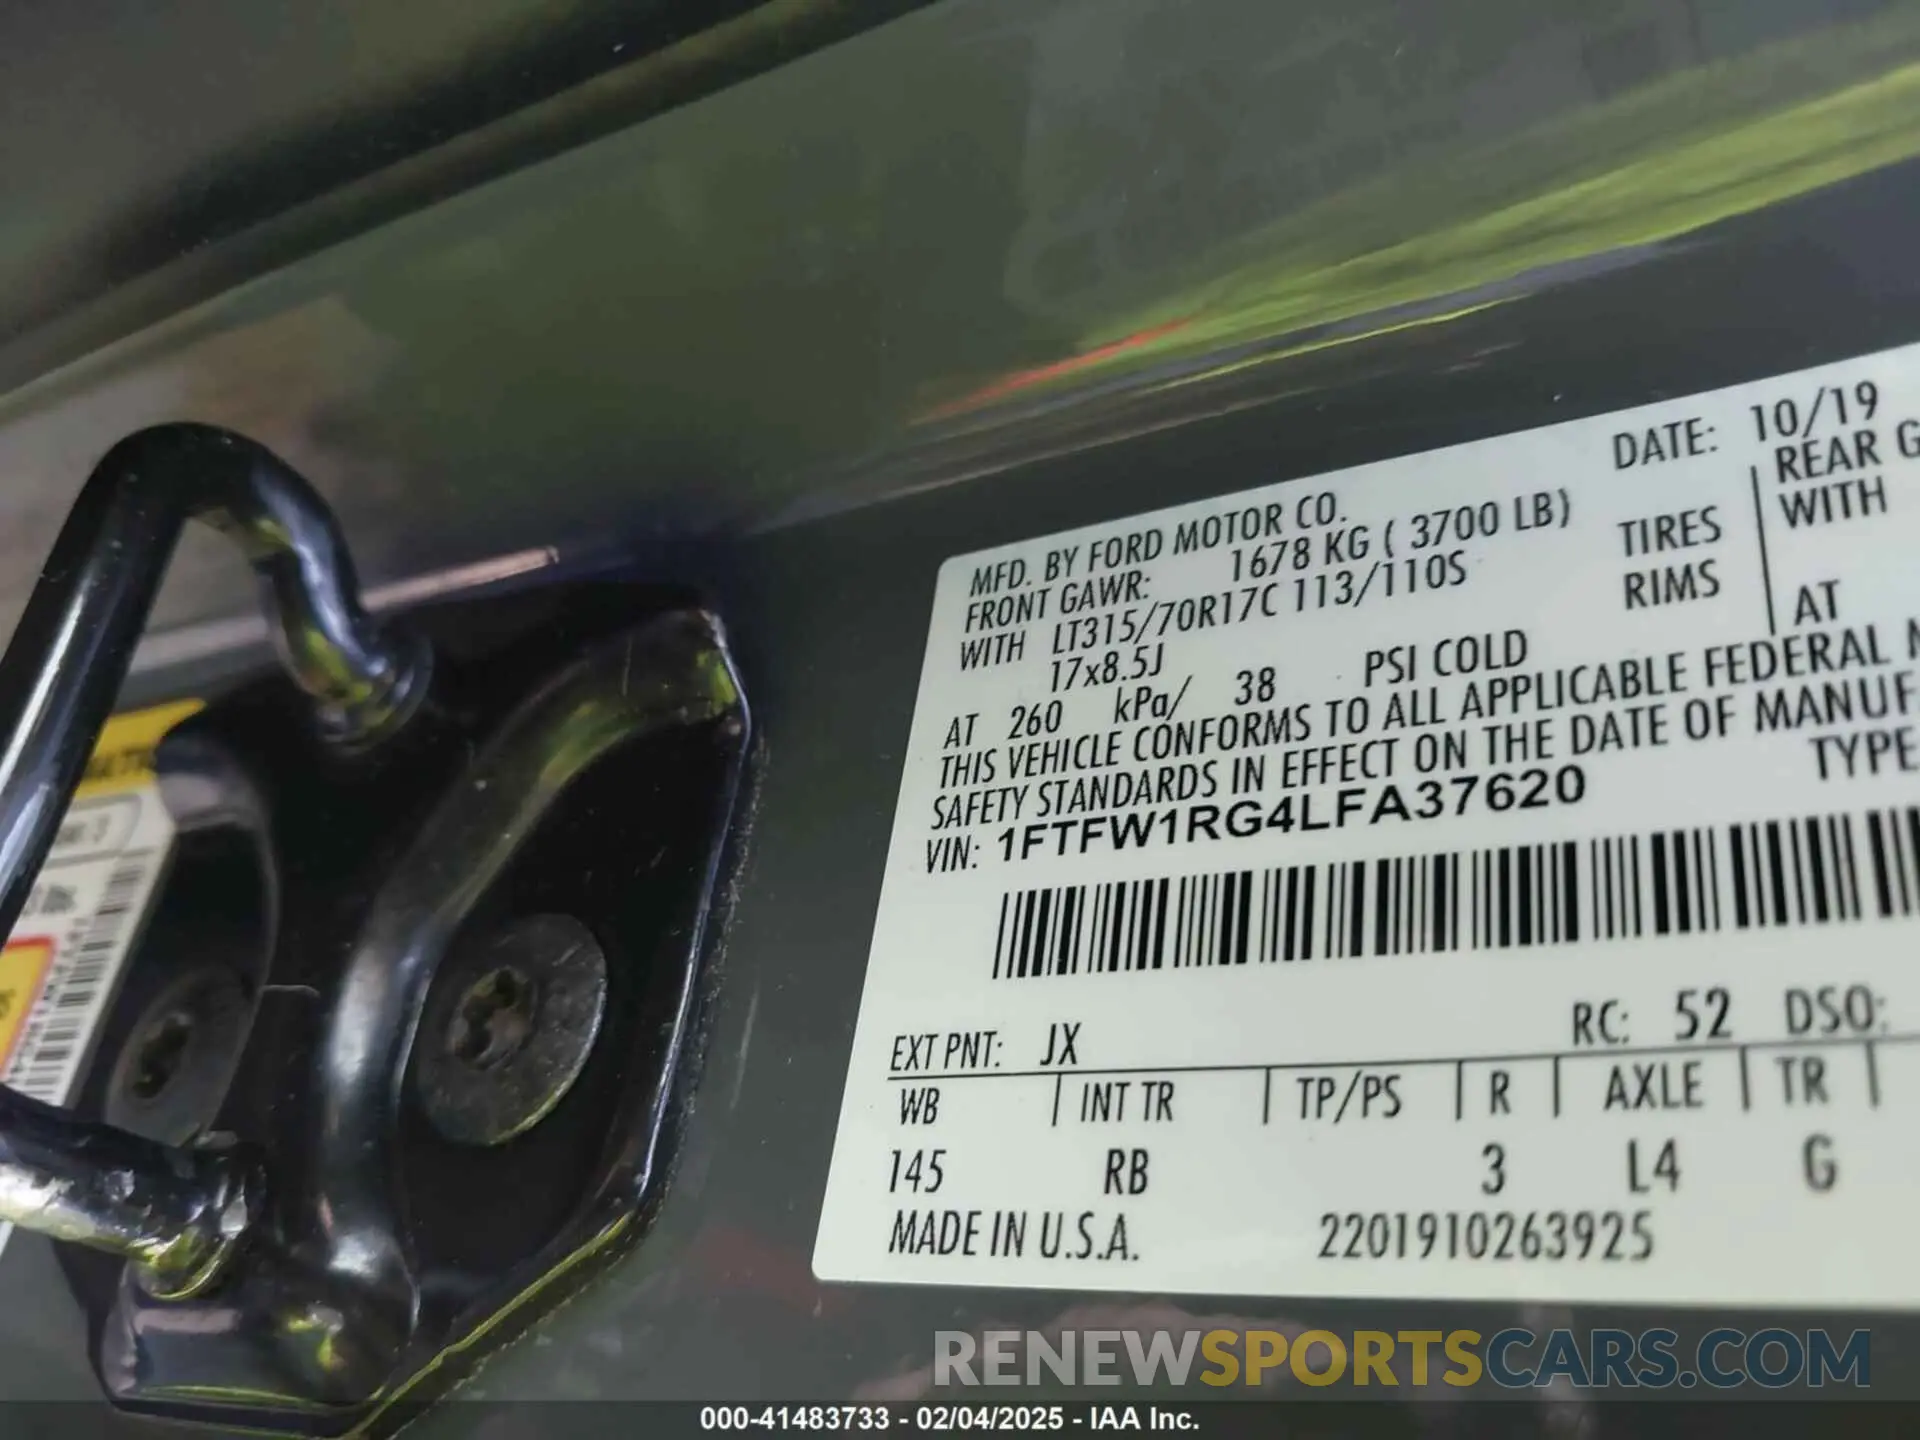 DATE: 10/19
MFD. BY FORD MOTOR CO.
FRONT GAWR: 1678 KG ( 3700 LB)
REAR G
WITH LT315/70R17C 113/110S TIRES WITH
17x8.5J RIMS
AT 260 kPa/ 38 PSI COLD AT
THIS VEHICLE CONFORMS TO ALL APPLICABLE FEDERAL M
SAFETY STANDARDS IN EFFECT ON THE DATE OF MANUF
VIN: 1FTFW1RG4LFA37620 TYPE
EXT PNT: JX RC: 52 DSO:
WB | INT TR | TP/PS | R | AXLE | TR |
145 RB 3 L4 G
MADE IN U.S.A. 2201910263925
RENEWSPORTSCARS.COM
000-41483733 - 02/04/2025 - IAA Inc.